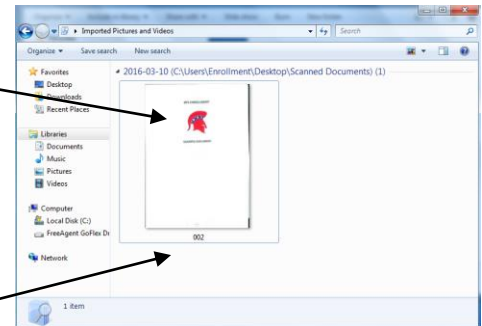 Imported Pictures and Videos
Search
Organize
Save search
New search
Favorites
Desktop
Downloads
Recent Places
Libraries
Documents
Music
Pictures
Videos
Computer
Local Disk (C:)
FreeAgent GoFlex Dr
Network
2016-03-10 (C:\Users\Enrollment\Desktop\Scanned Documents) (1)
002
1 item